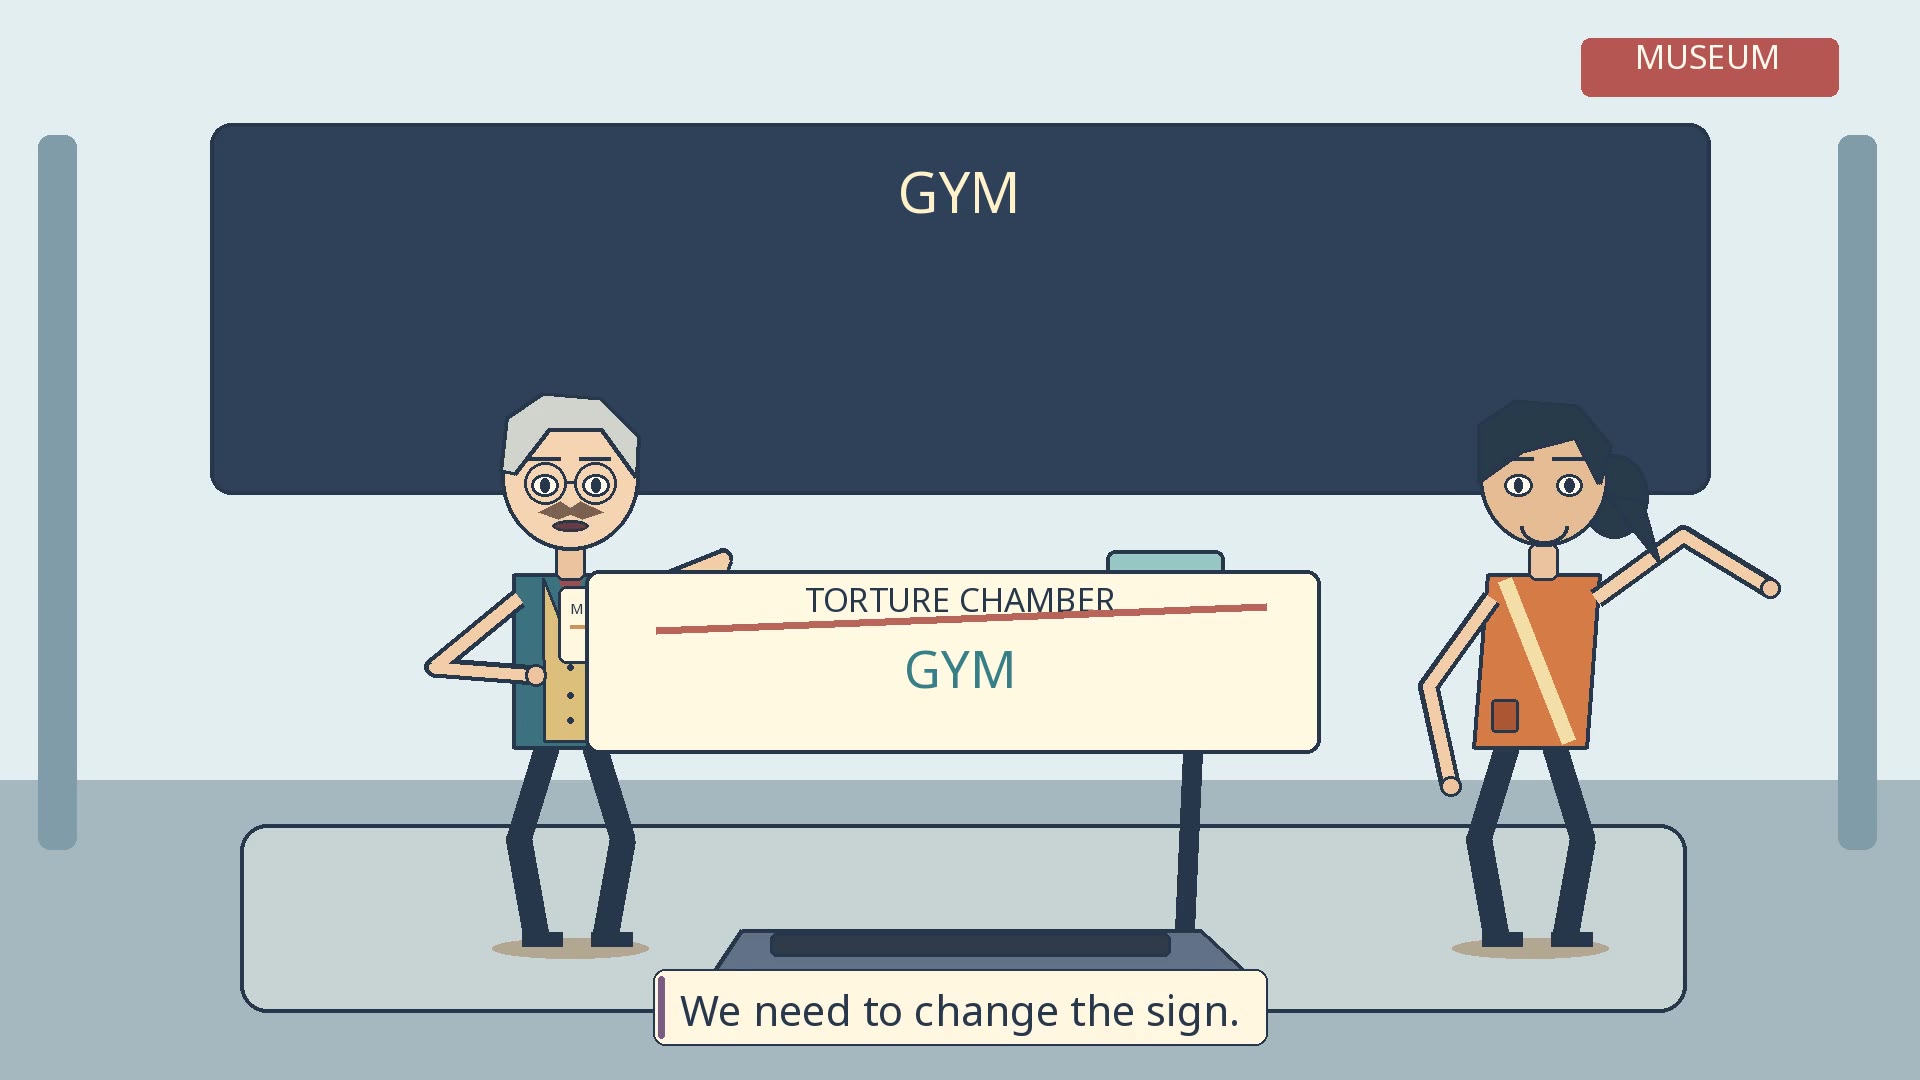 MUSEUM
GYM
M
TORTURE CHAMBER
GYM
We need to change the sign.